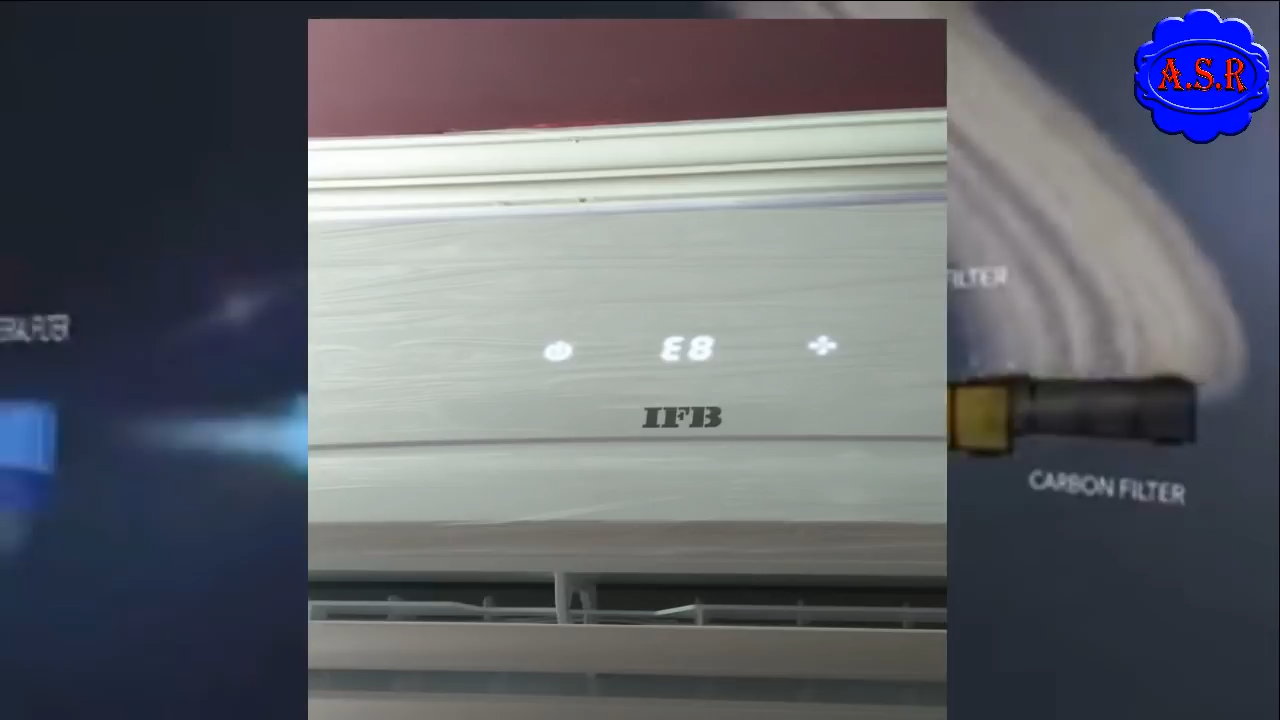 A.S.R
E8
IFB
FILTER
CARBON FILTER